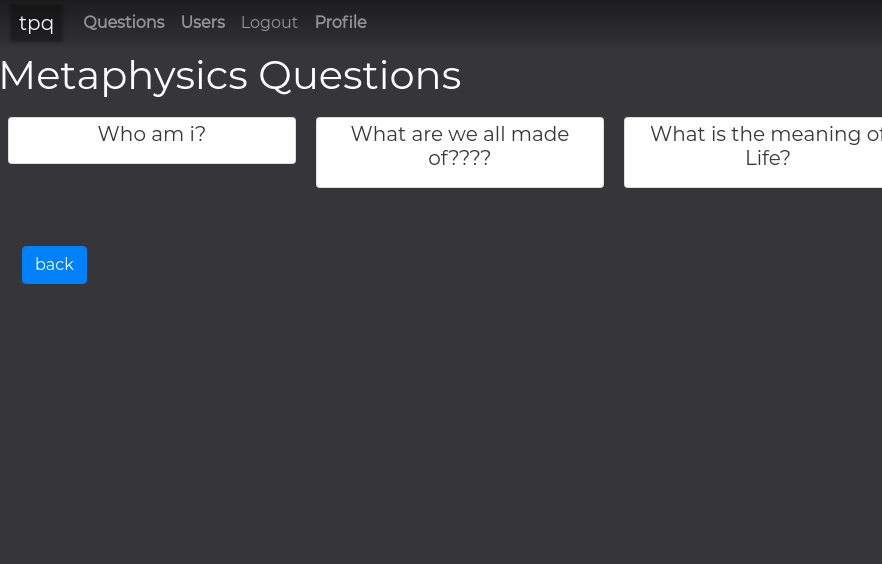 tpq Questions Users Logout Profile
Metaphysics Questions
Who am i?
What are we all made
of????
What is the meaning of
Life?
back